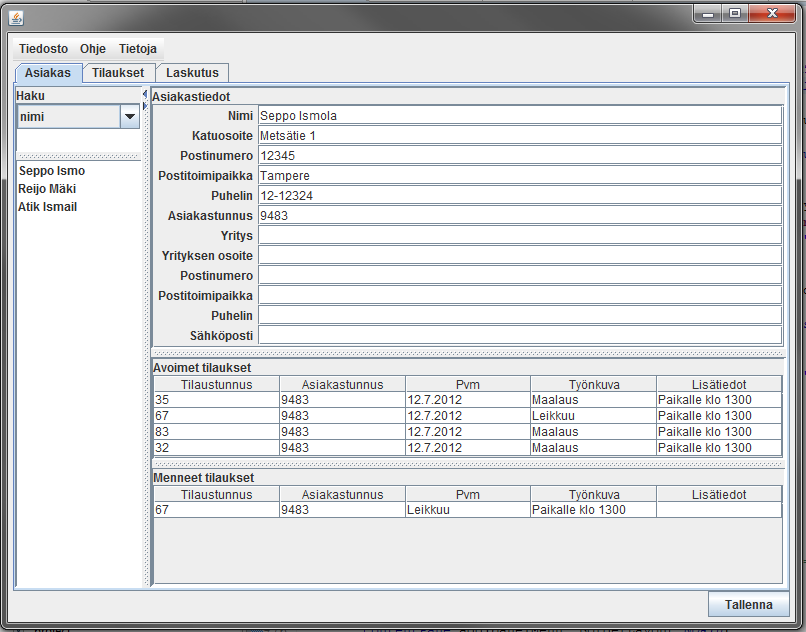 Tiedosto Ohje Tietoja
Asiakas Tilaukset Laskutus
Haku
nimi
Seppo Ismo
Reijo Mäki
Atik Ismail
Asiakastiedot
Nimi Seppo Ismola
Katuosoite Metsätie 1
Postinumero 12345
Postitoimipaikka Tampere
Puhelin 12-12324
Asiakastunnus 9483
Yritys
Yrityksen osoite
Postinumero
Postitoimipaikka
Puhelin
Sähköposti
Avoimet tilaukset
Tilaustunnus Asiakastunnus Pvm Työnkuva Lisätiedot
35 9483 12.7.2012 Maalaus Paikalle klo 1300
67 9483 12.7.2012 Leikkuu Paikalle klo 1300
83 9483 12.7.2012 Maalaus Paikalle klo 1300
32 9483 12.7.2012 Maalaus Paikalle klo 1300
Menneet tilaukset
Tilaustunnus Asiakastunnus Pvm Työnkuva Lisätiedot
67 9483 Leikkuu Paikalle klo 1300
Tallenna